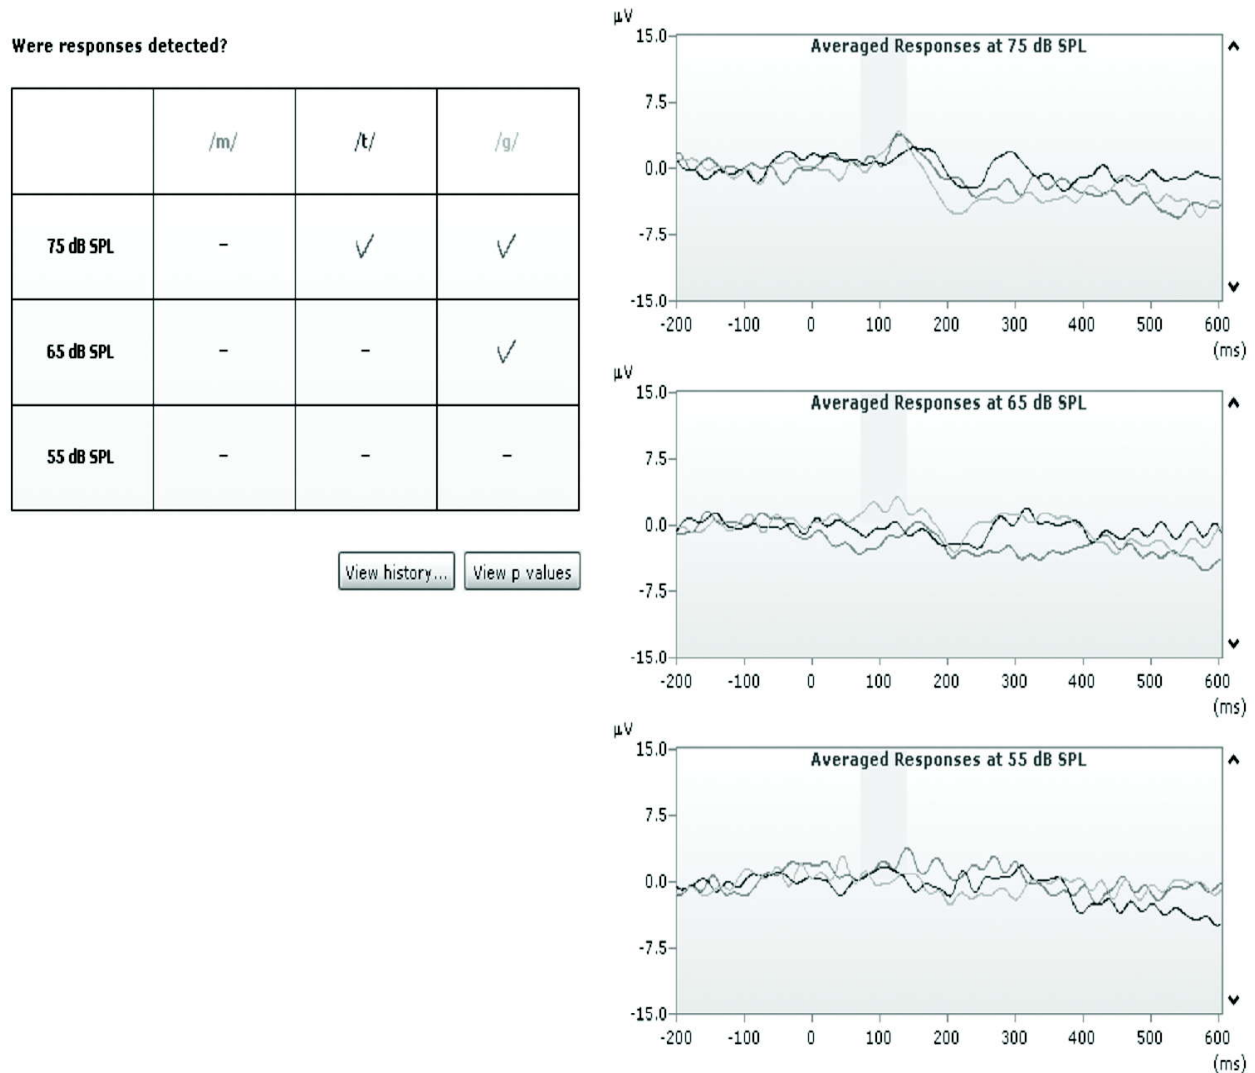 Were responses detected?
/m/ /t/ /g/
75 dB SPL - ✓ ✓
65 dB SPL - - ✓
55 dB SPL - - -
View history... View p values
µV
Averaged Responses at 75 dB SPL
15.0
7.5
0.0
-7.5
-15.0
-200 -100 0 100 200 300 400 500 600
(ms)
µV
Averaged Responses at 65 dB SPL
15.0
7.5
0.0
-7.5
-15.0
-200 -100 0 100 200 300 400 500 600
(ms)
µV
Averaged Responses at 55 dB SPL
15.0
7.5
0.0
-7.5
-15.0
-200 -100 0 100 200 300 400 500 600
(ms)